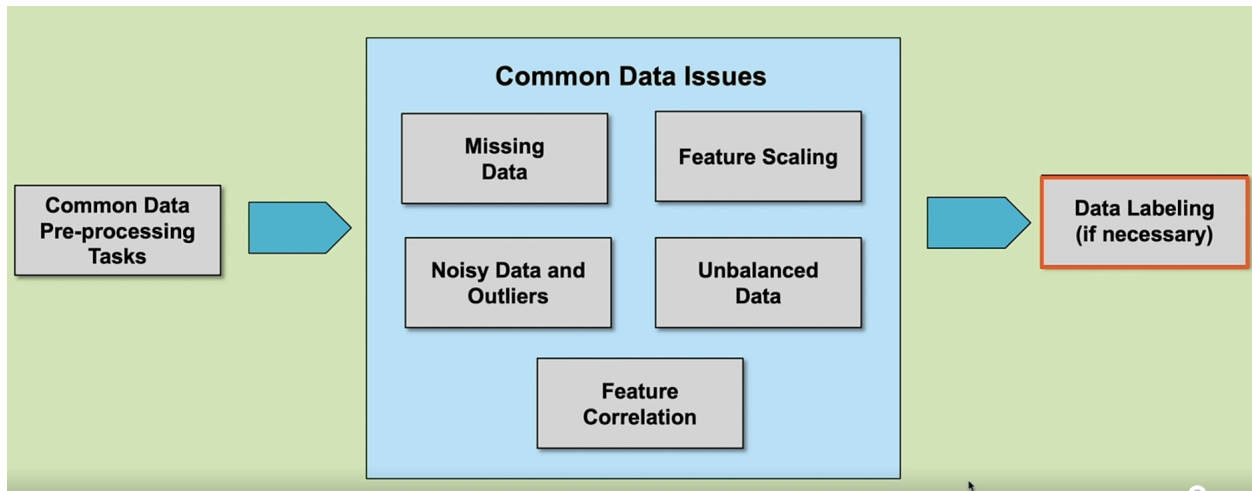 Common Data
Pre-processing
Tasks
Common Data Issues
Missing
Data
Feature Scaling
Noisy Data and
Outliers
Unbalanced
Data
Feature
Correlation
Data Labeling
(if necessary)